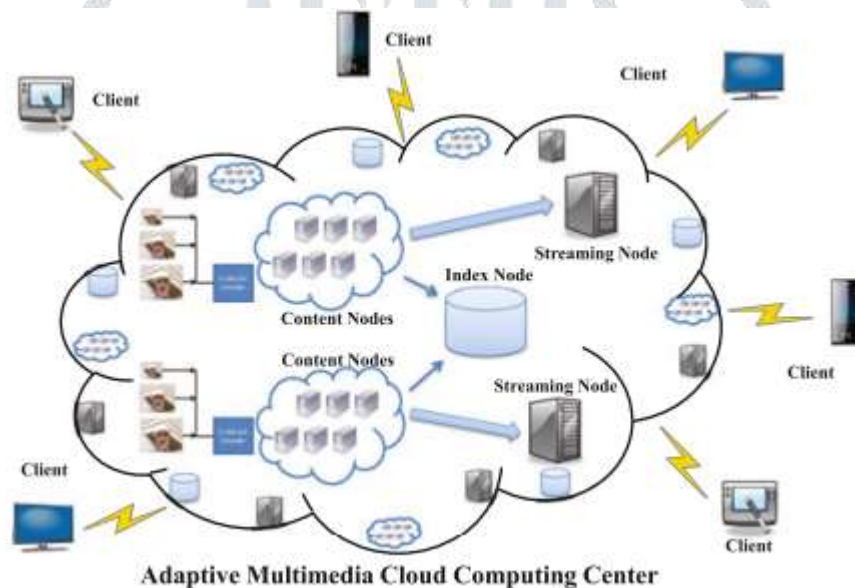 Client
Client
Client
Client
Streaming Node
Index Node
Content Nodes
Content Nodes
Streaming Node
Client
Client
Client
Adaptive Multimedia Cloud Computing Center